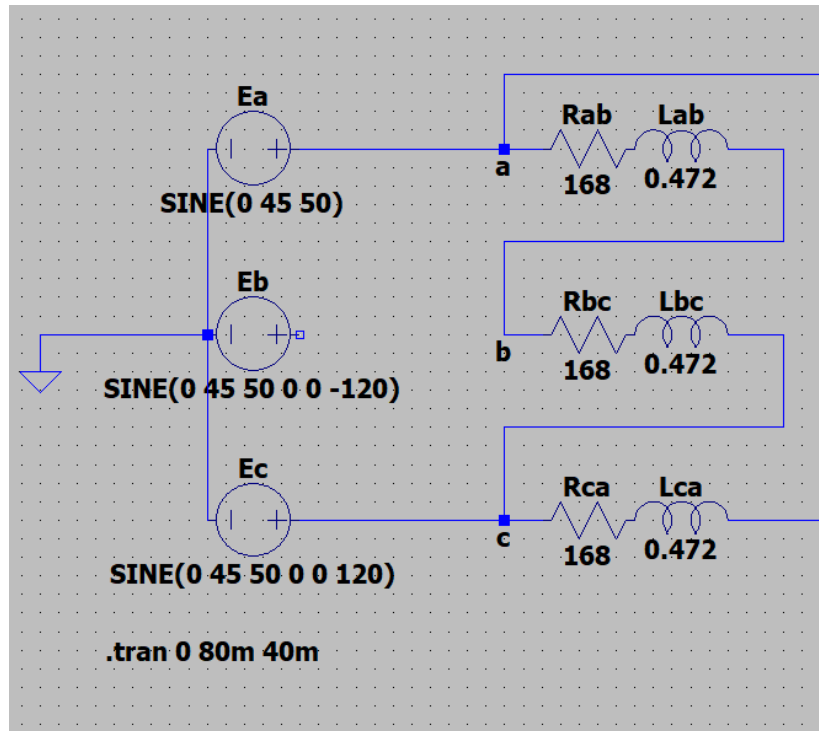 Ea
Rab Lab
a
168 0.472
SINE(0 45 50)
Eb
Rbc Lbc
b
168 0.472
SINE(0 45 50 0 0 -120)
Ec
Rca Lca
c
168 0.472
SINE(0 45 50 0 0 120)
.tran 0 80m 40m